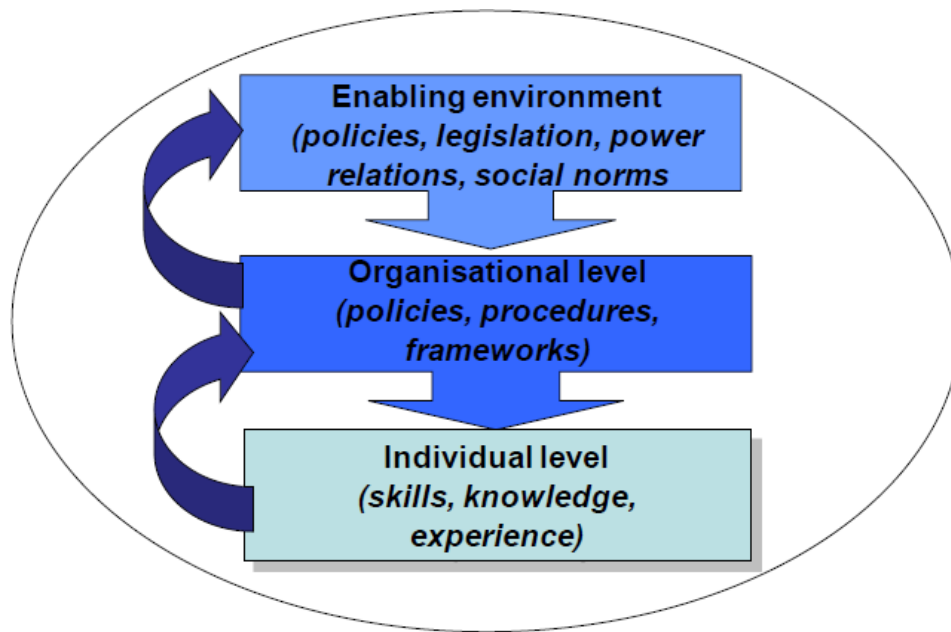 Enabling environment
(policies, legislation, power
relations, social norms
Organisational level
(policies, procedures,
frameworks)
Individual level
(skills, knowledge,
experience)